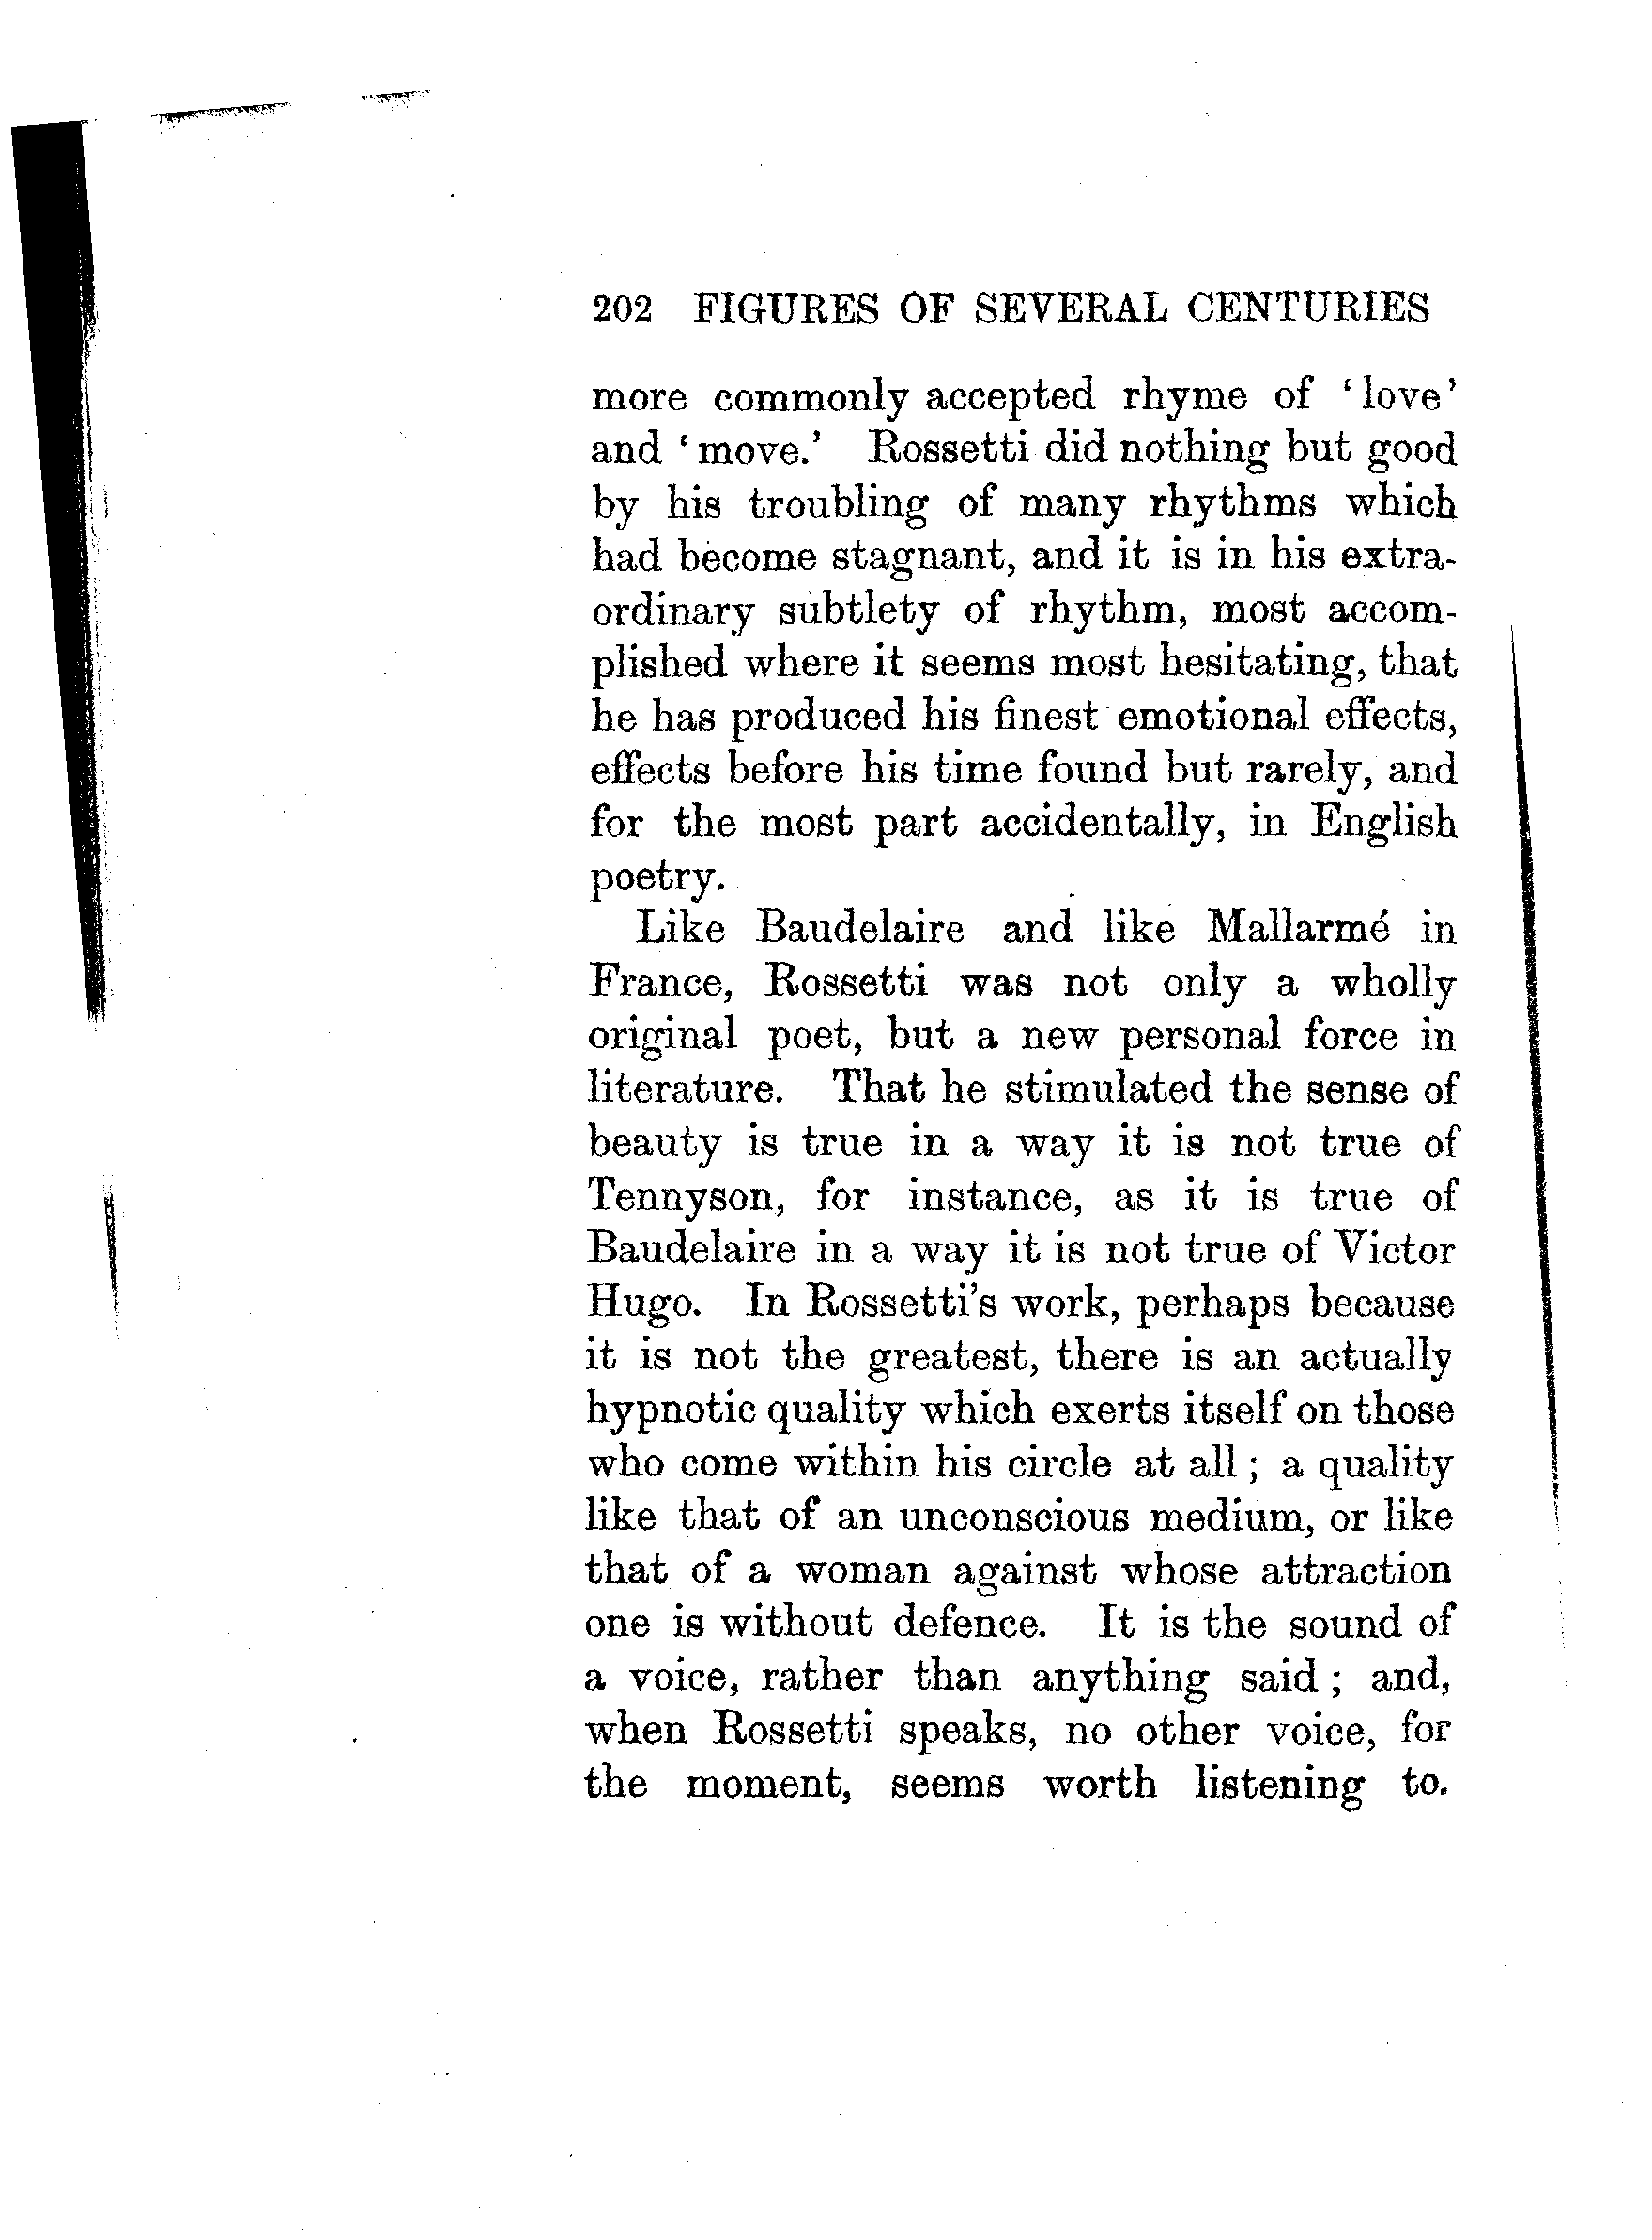 202 FIGURES OF SEVERAL CENTURIES
more commonly accepted rhyme of ‘love’
and ‘move.’ Rossetti did nothing but good
by his troubling of many rhythms which
had become stagnant, and it is in his extra-
ordinary subtlety of rhythm, most accom-
plished where it seems most hesitating, that
he has produced his finest emotional effects,
effects before his time found but rarely, and
for the most part accidentally, in English
poetry.
Like Baudelaire and like Mallarmé in
France, Rossetti was not only a wholly
original poet, but a new personal force in
literature. That he stimulated the sense of
beauty is true in a way it is not true of
Tennyson, for instance, as it is true of
Baudelaire in a way it is not true of Victor
Hugo. In Rossetti’s work, perhaps because
it is not the greatest, there is an actually
hypnotic quality which exerts itself on those
who come within his circle at all ; a quality
like that of an unconscious medium, or like
that of a woman against whose attraction
one is without defence. It is the sound of
a voice, rather than anything said ; and,
when Rossetti speaks, no other voice, for
the moment, seems worth listening to.